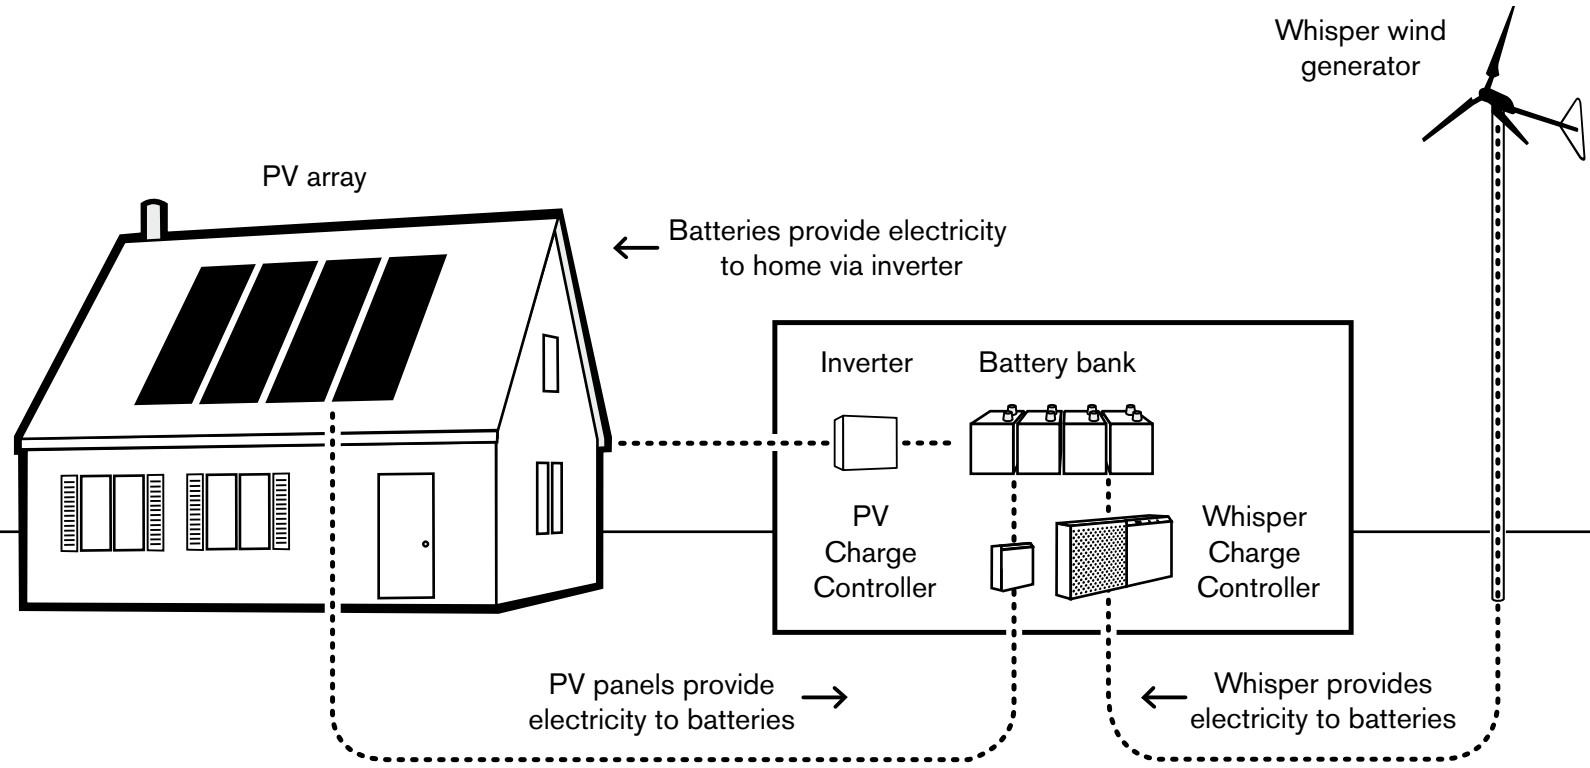 Whisper wind
generator
PV array
Batteries provide electricity
to home via inverter
Inverter
Battery bank
PV
Charge
Controller
Whisper
Charge
Controller
PV panels provide
electricity to batteries
Whisper provides
electricity to batteries